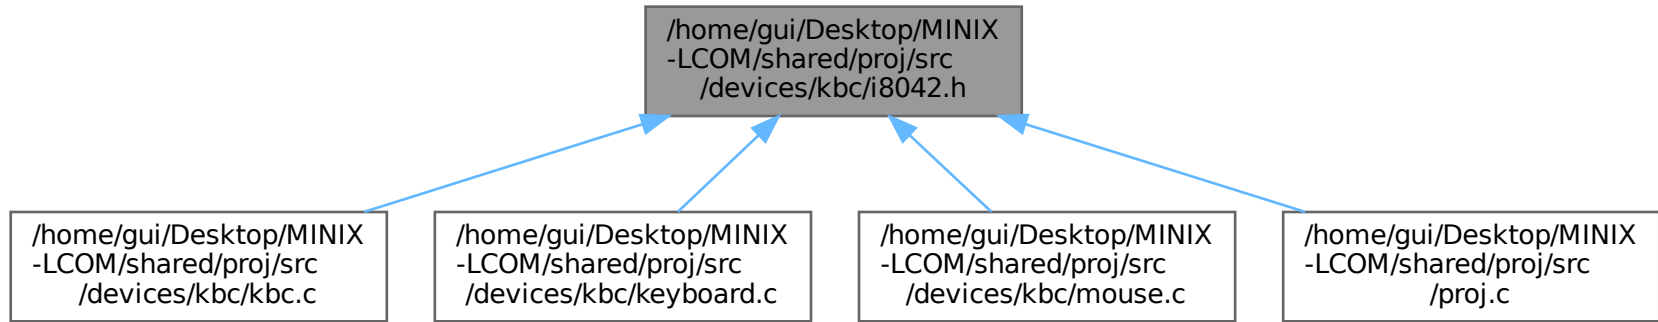 /home/gui/Desktop/MINIX
-LCOM/shared/proj/src
/devices/kbc/i8042.h
/home/gui/Desktop/MINIX
-LCOM/shared/proj/src
/devices/kbc/kbc.c
/home/gui/Desktop/MINIX
-LCOM/shared/proj/src
/devices/kbc/keyboard.c
/home/gui/Desktop/MINIX
-LCOM/shared/proj/src
/devices/kbc/mouse.c
/home/gui/Desktop/MINIX
-LCOM/shared/proj/src
/proj.c